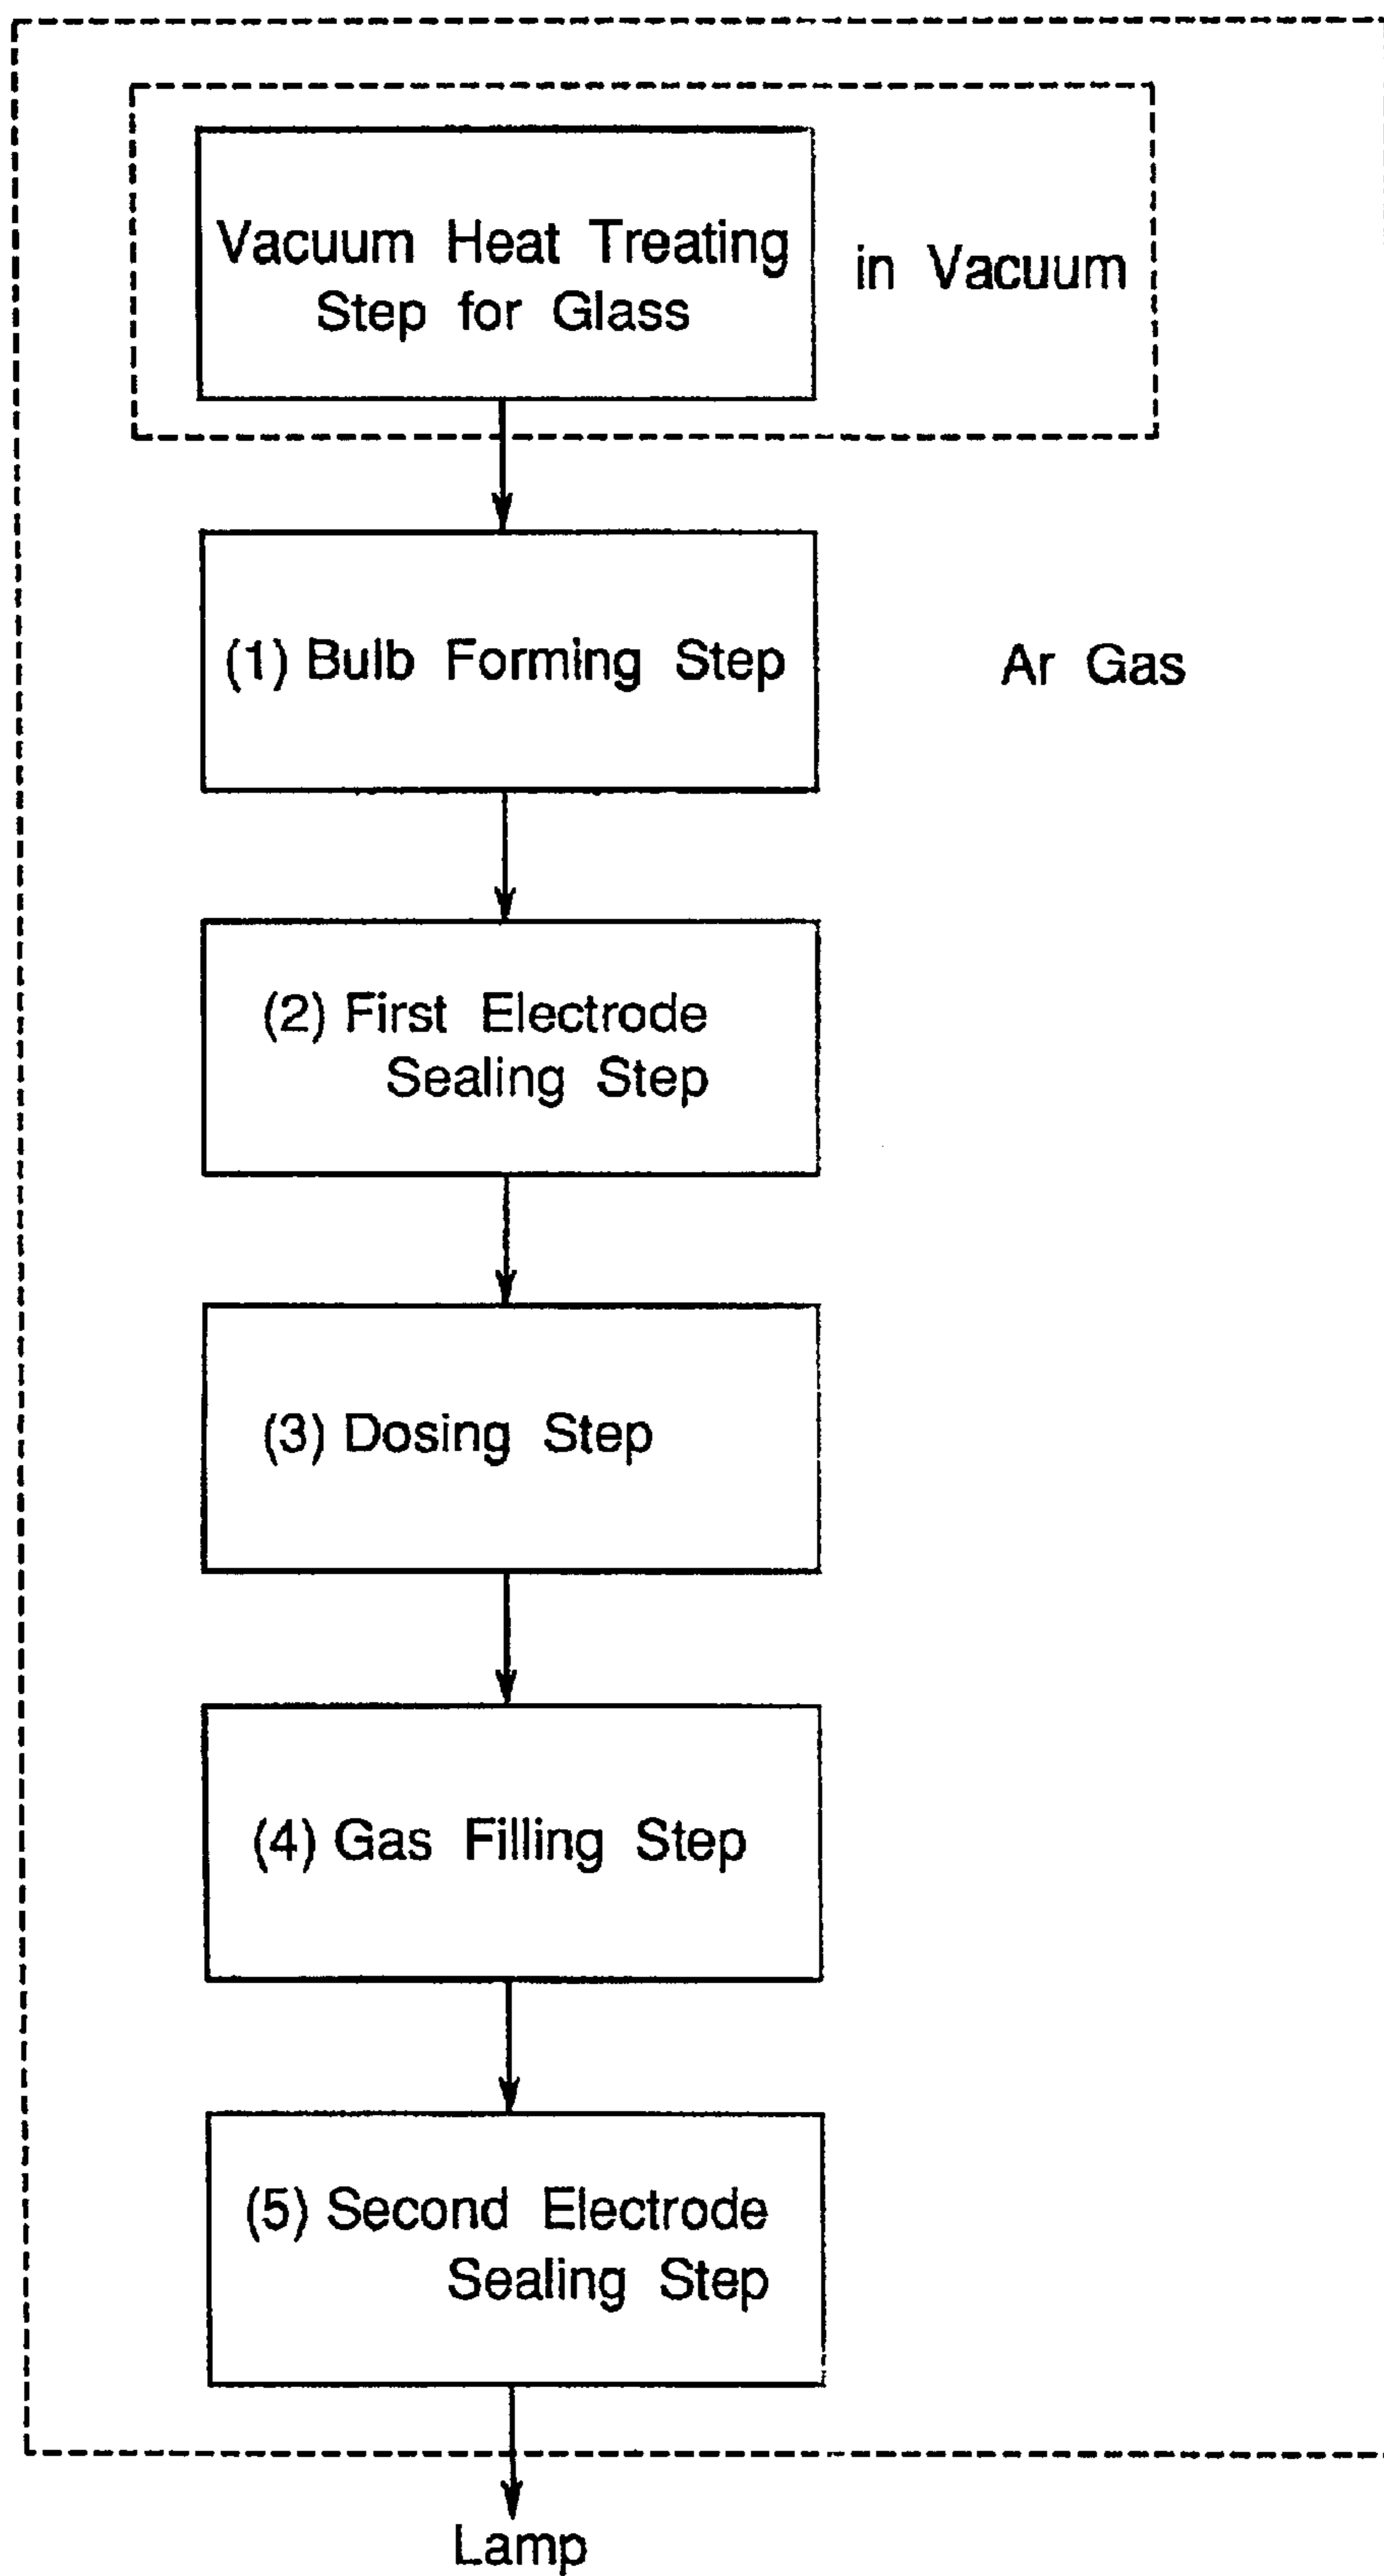 Vacuum Heat Treating
Step for Glass
in Vacuum
(1) Bulb Forming Step
Ar Gas
(2) First Electrode
Sealing Step
(3) Dosing Step
(4) Gas Filling Step
(5) Second Electrode
Sealing Step
Lamp